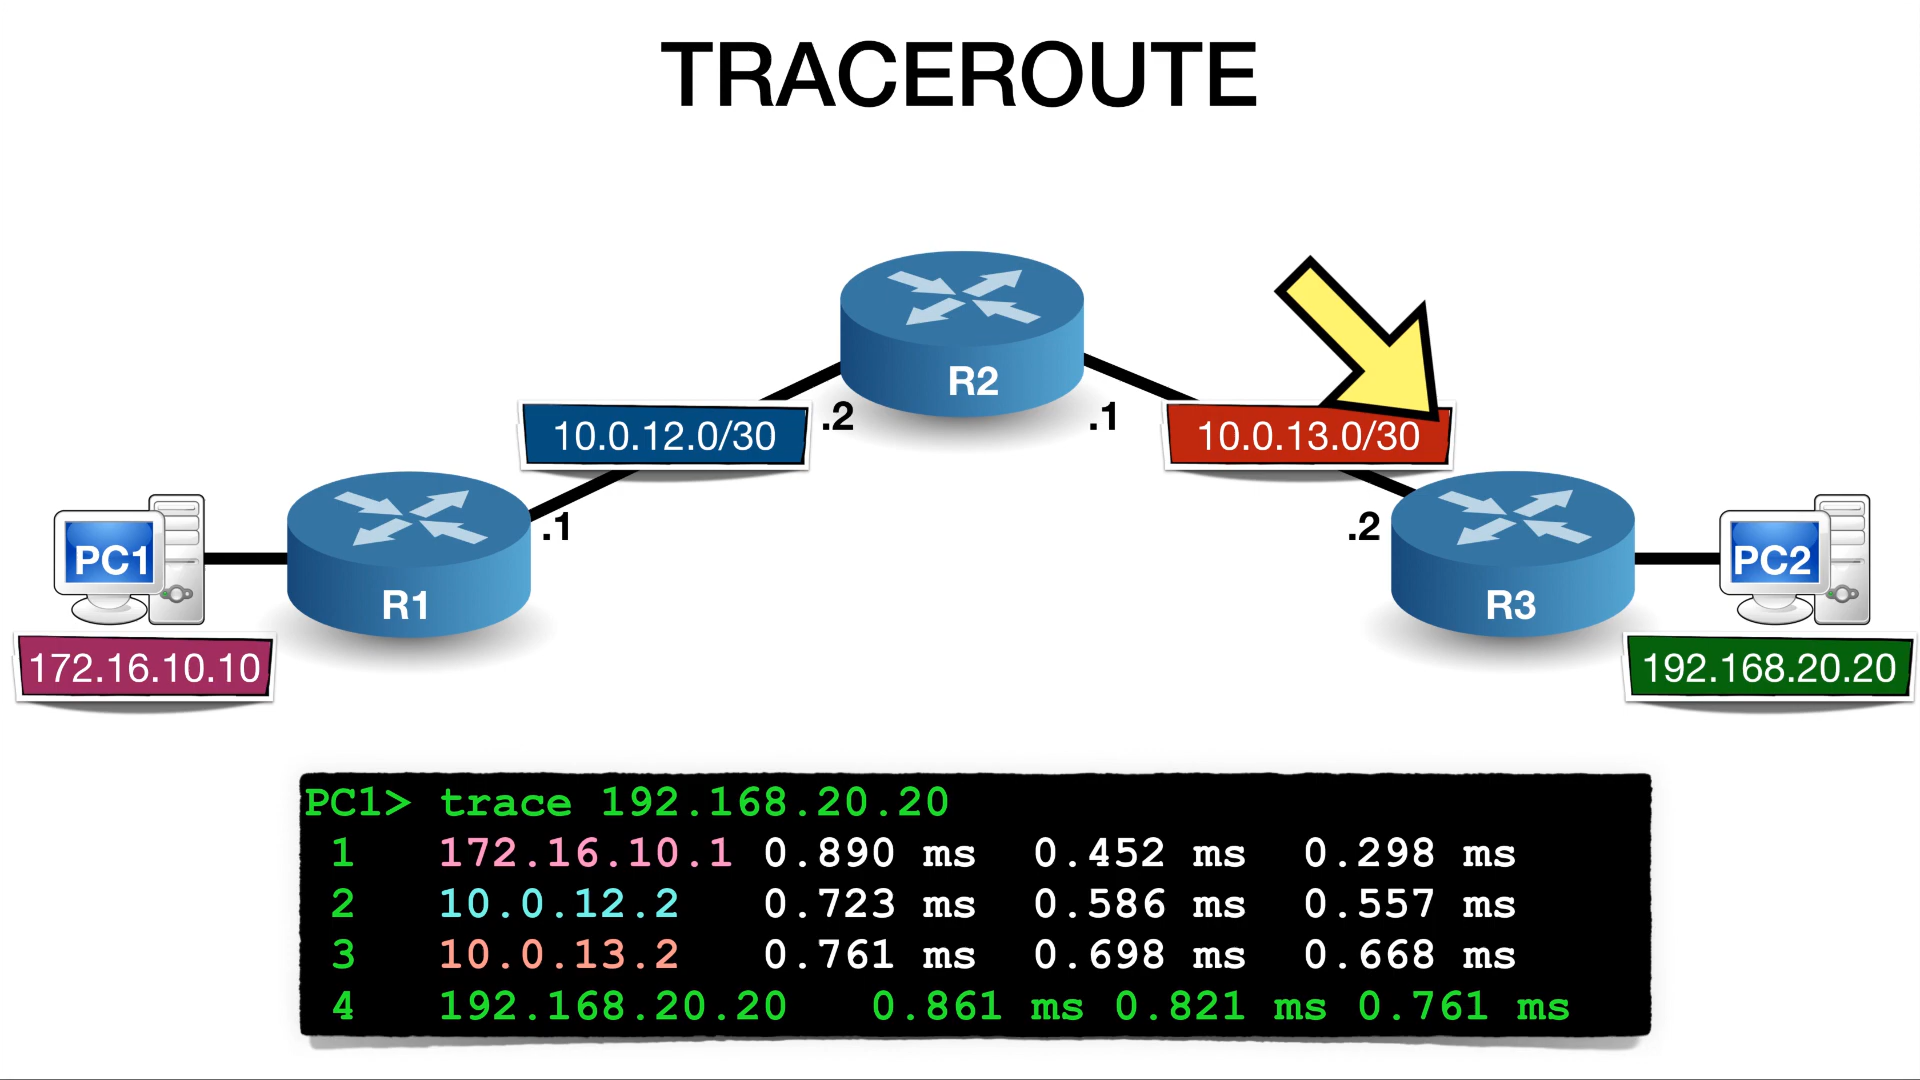 TRACEROUTE
R2
.2
.1
10.0.12.0/30
10.0.13.0/30
.1
.2
PC1
R1
R3
PC2
172.16.10.10
192.168.20.20
PC1> trace 192.168.20.20
1 172.16.10.1 0.890 ms 0.452 ms 0.298 ms
2 10.0.12.2 0.723 ms 0.586 ms 0.557 ms
3 10.0.13.2 0.761 ms 0.698 ms 0.668 ms
4 192.168.20.20 0.861 ms 0.821 ms 0.761 ms